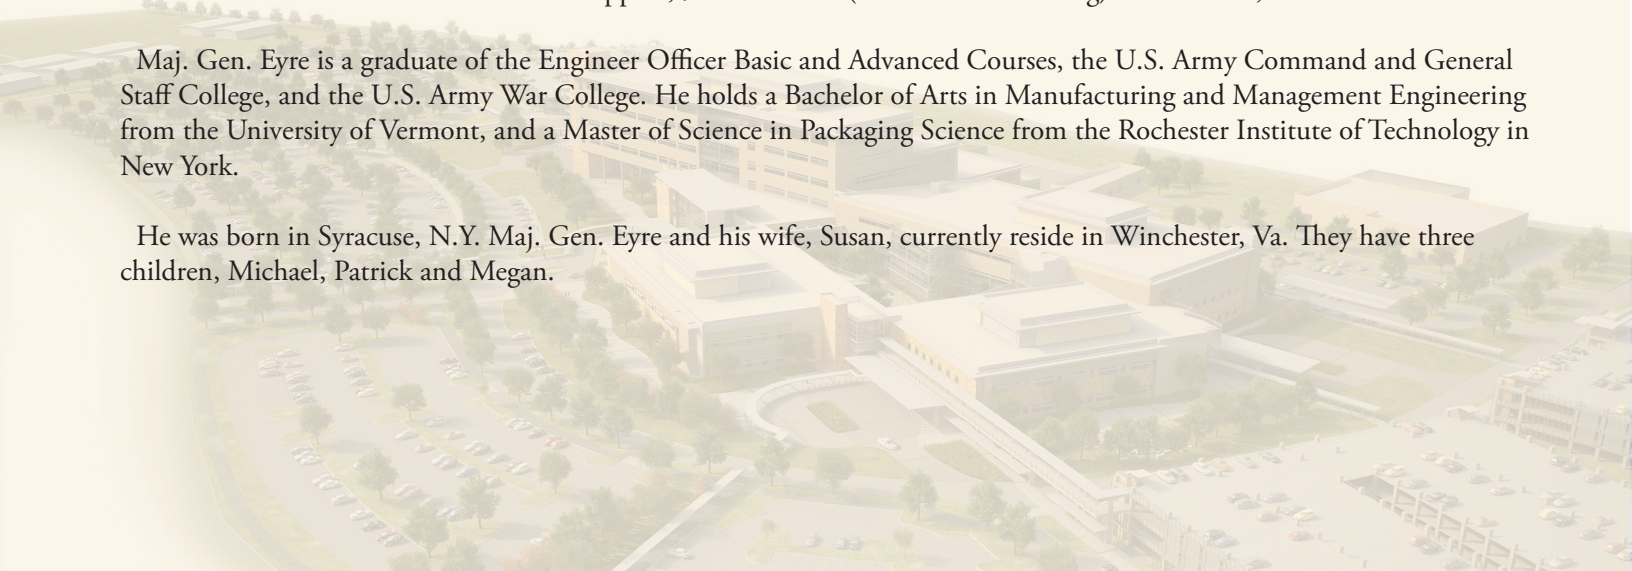 Maj. Gen. Eyre is a graduate of the Engineer Officer Basic and Advanced Courses, the U.S. Army Command and General
Staff College, and the U.S. Army War College. He holds a Bachelor of Arts in Manufacturing and Management Engineering
from the University of Vermont, and a Master of Science in Packaging Science from the Rochester Institute of Technology in
New York.
He was born in Syracuse, N.Y. Maj. Gen. Eyre and his wife, Susan, currently reside in Winchester, Va. They have three
children, Michael, Patrick and Megan.